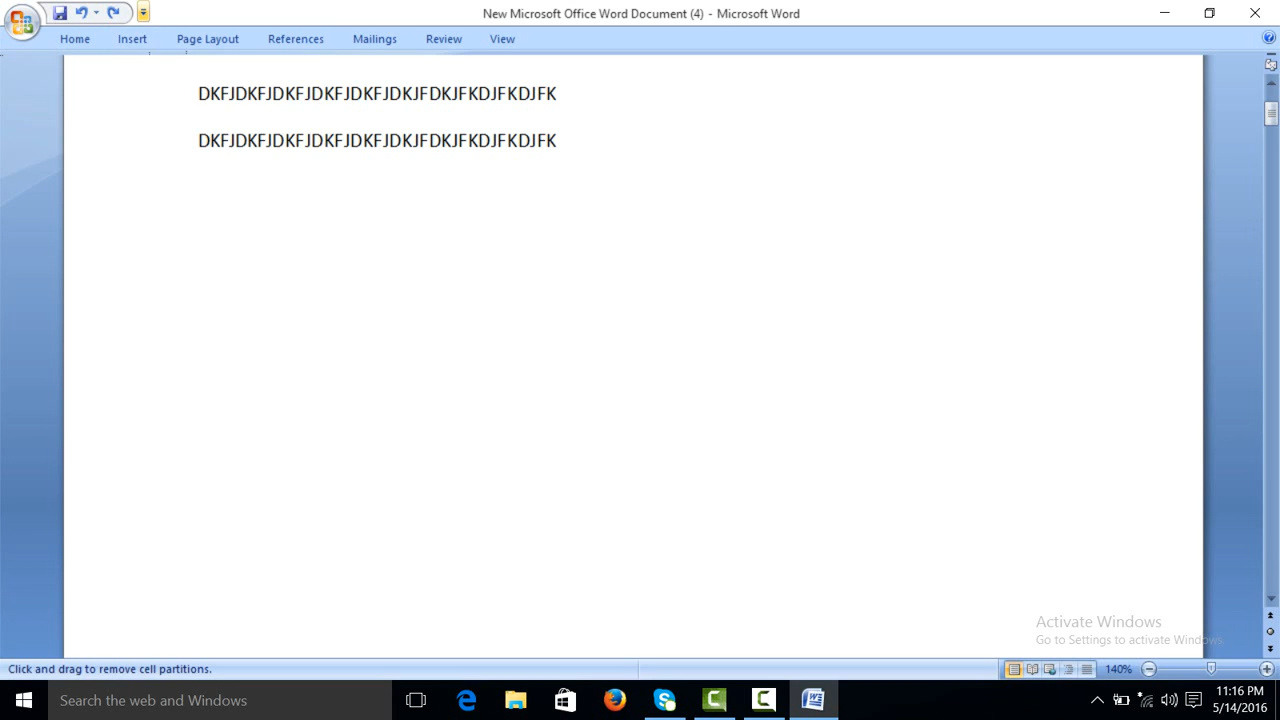 New Microsoft Office Word Document (4) - Microsoft Word
Home Insert Page Layout References Mailings Review View
DKFJDKFJDKFJDKFJDKFJDKJFDKJFKDJFKDJFK
DKFJDKFJDKFJDKFJDKFJDKJFDKJFKDJFKDJFK
Activate Windows
Go to Settings to activate Windows.
Click and drag to remove cell partitions.
140%
Search the web and Windows
11:16 PM
5/14/2016